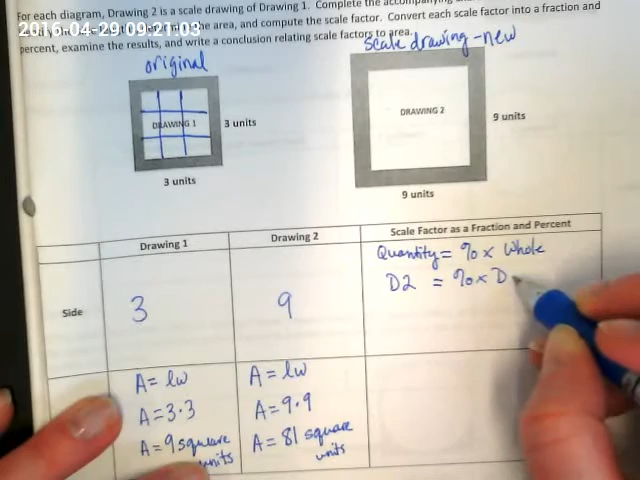 For each diagram, Drawing 2 is a scale drawing of Drawing 1. Complete the accompanying
the area, and compute the scale factor. Convert each scale factor into a fraction and
percent, examine the results, and write a conclusion relating scale factors to area.
2016-04-29 09:21:03
original
scale drawing - new
DRAWING 1
3 units
3 units
DRAWING 2
9 units
9 units
Drawing 1
Drawing 2
Scale Factor as a Fraction and Percent
Side
3
9
Quantity = % x Whole
D2 = % x D
A = lw
A = 3·3
A = 9 square
units
A = lw
A = 9·9
A = 81 square
units